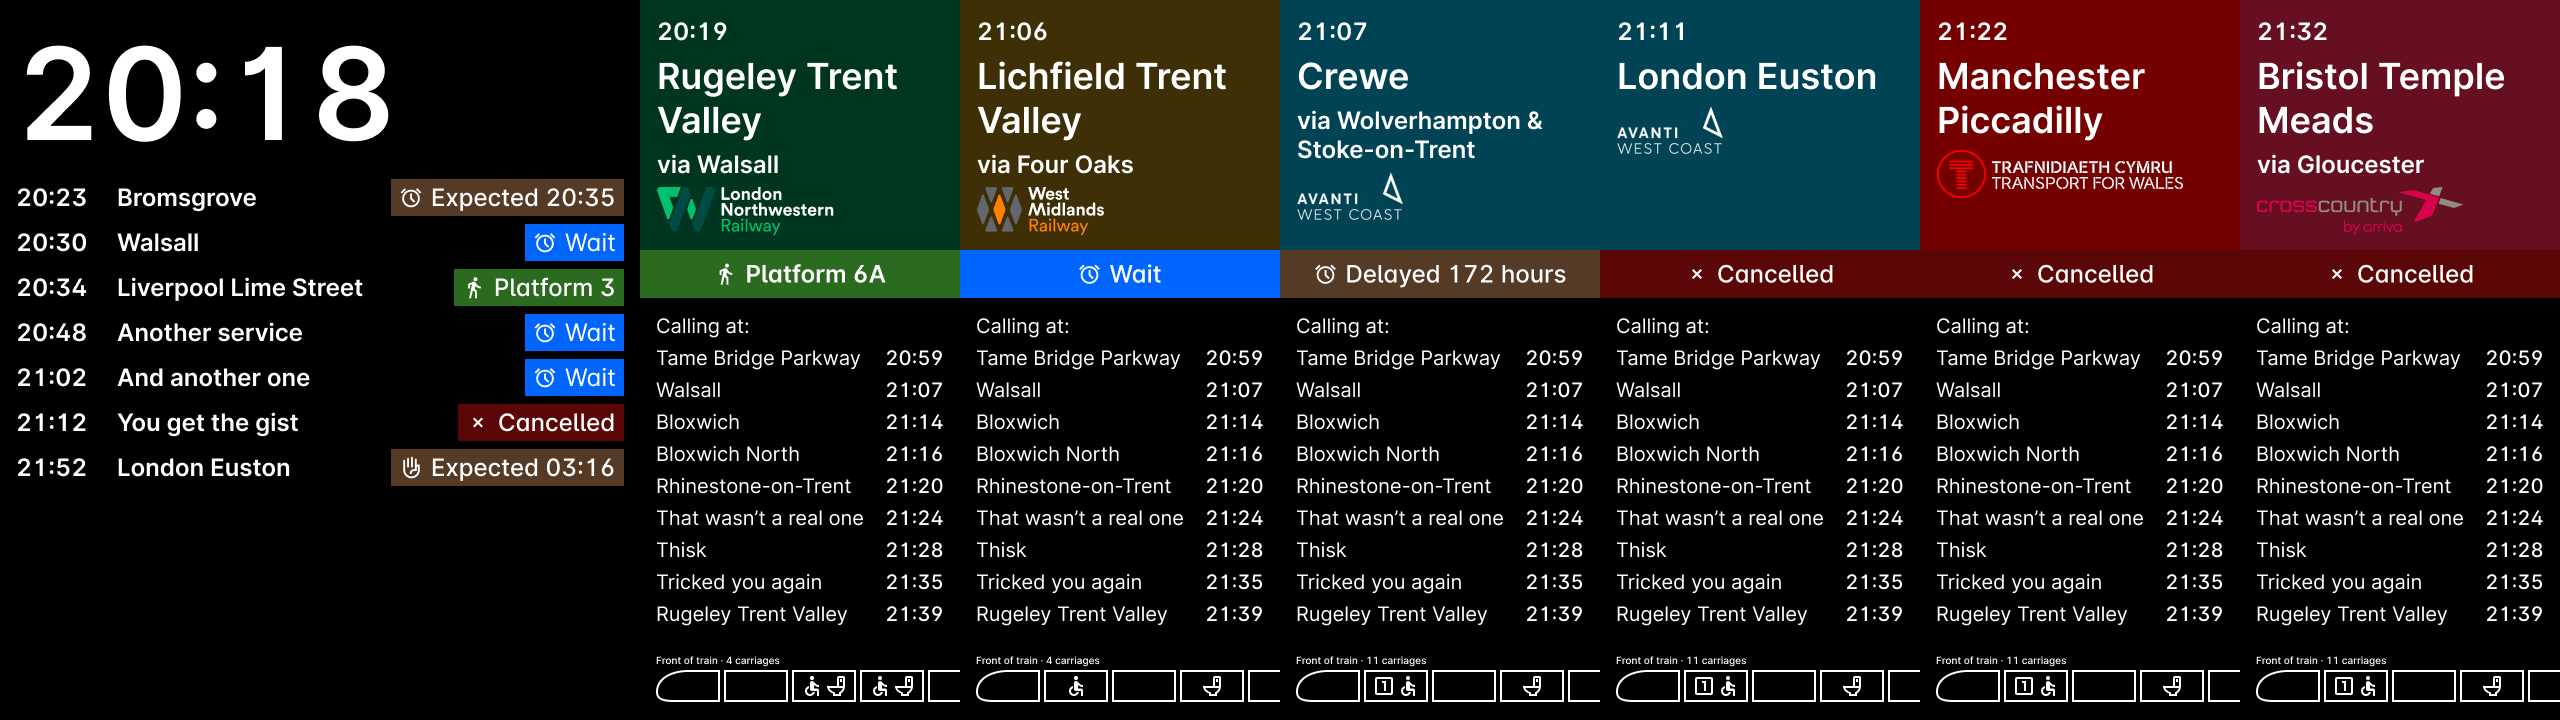 20:18
20:23 Bromsgrove Expected 20:35
20:30 Walsall Wait
20:34 Liverpool Lime Street Platform 3
20:48 Another service Wait
21:02 And another one Wait
21:12 You get the gist Cancelled
21:52 London Euston Expected 03:16
20:19
Rugeley Trent
Valley
via Walsall
London
Northwestern
Railway
Platform 6A
Calling at:
Tame Bridge Parkway 20:59
Walsall 21:07
Bloxwich 21:14
Bloxwich North 21:16
Rhinestone-on-Trent 21:20
That wasn’t a real one 21:24
Thisk 21:28
Tricked you again 21:35
Rugeley Trent Valley 21:39
Front of train · 4 carriages
21:06
Lichfield Trent
Valley
via Four Oaks
West
Midlands
Railway
Wait
Calling at:
Tame Bridge Parkway 20:59
Walsall 21:07
Bloxwich 21:14
Bloxwich North 21:16
Rhinestone-on-Trent 21:20
That wasn’t a real one 21:24
Thisk 21:28
Tricked you again 21:35
Rugeley Trent Valley 21:39
Front of train · 4 carriages
21:07
Crewe
via Wolverhampton &
Stoke-on-Trent
AVANTI
WEST COAST
Delayed 172 hours
Calling at:
Tame Bridge Parkway 20:59
Walsall 21:07
Bloxwich 21:14
Bloxwich North 21:16
Rhinestone-on-Trent 21:20
That wasn’t a real one 21:24
Thisk 21:28
Tricked you again 21:35
Rugeley Trent Valley 21:39
Front of train · 11 carriages
1
21:11
London Euston
AVANTI
WEST COAST
Cancelled
Calling at:
Tame Bridge Parkway 20:59
Walsall 21:07
Bloxwich 21:14
Bloxwich North 21:16
Rhinestone-on-Trent 21:20
That wasn’t a real one 21:24
Thisk 21:28
Tricked you again 21:35
Rugeley Trent Valley 21:39
Front of train · 11 carriages
1
21:22
Manchester
Piccadilly
TRAFNIDIAETH CYMRU
TRANSPORT FOR WALES
Cancelled
Calling at:
Tame Bridge Parkway 20:59
Walsall 21:07
Bloxwich 21:14
Bloxwich North 21:16
Rhinestone-on-Trent 21:20
That wasn’t a real one 21:24
Thisk 21:28
Tricked you again 21:35
Rugeley Trent Valley 21:39
Front of train · 11 carriages
1
21:32
Bristol Temple
Meads
via Gloucester
crosscountry
by arriva
Cancelled
Calling at:
Tame Bridge Parkway 20:59
Walsall 21:07
Bloxwich 21:14
Bloxwich North 21:16
Rhinestone-on-Trent 21:20
That wasn’t a real one 21:24
Thisk 21:28
Tricked you again 21:35
Rugeley Trent Valley 21:39
Front of train · 11 carriages
1